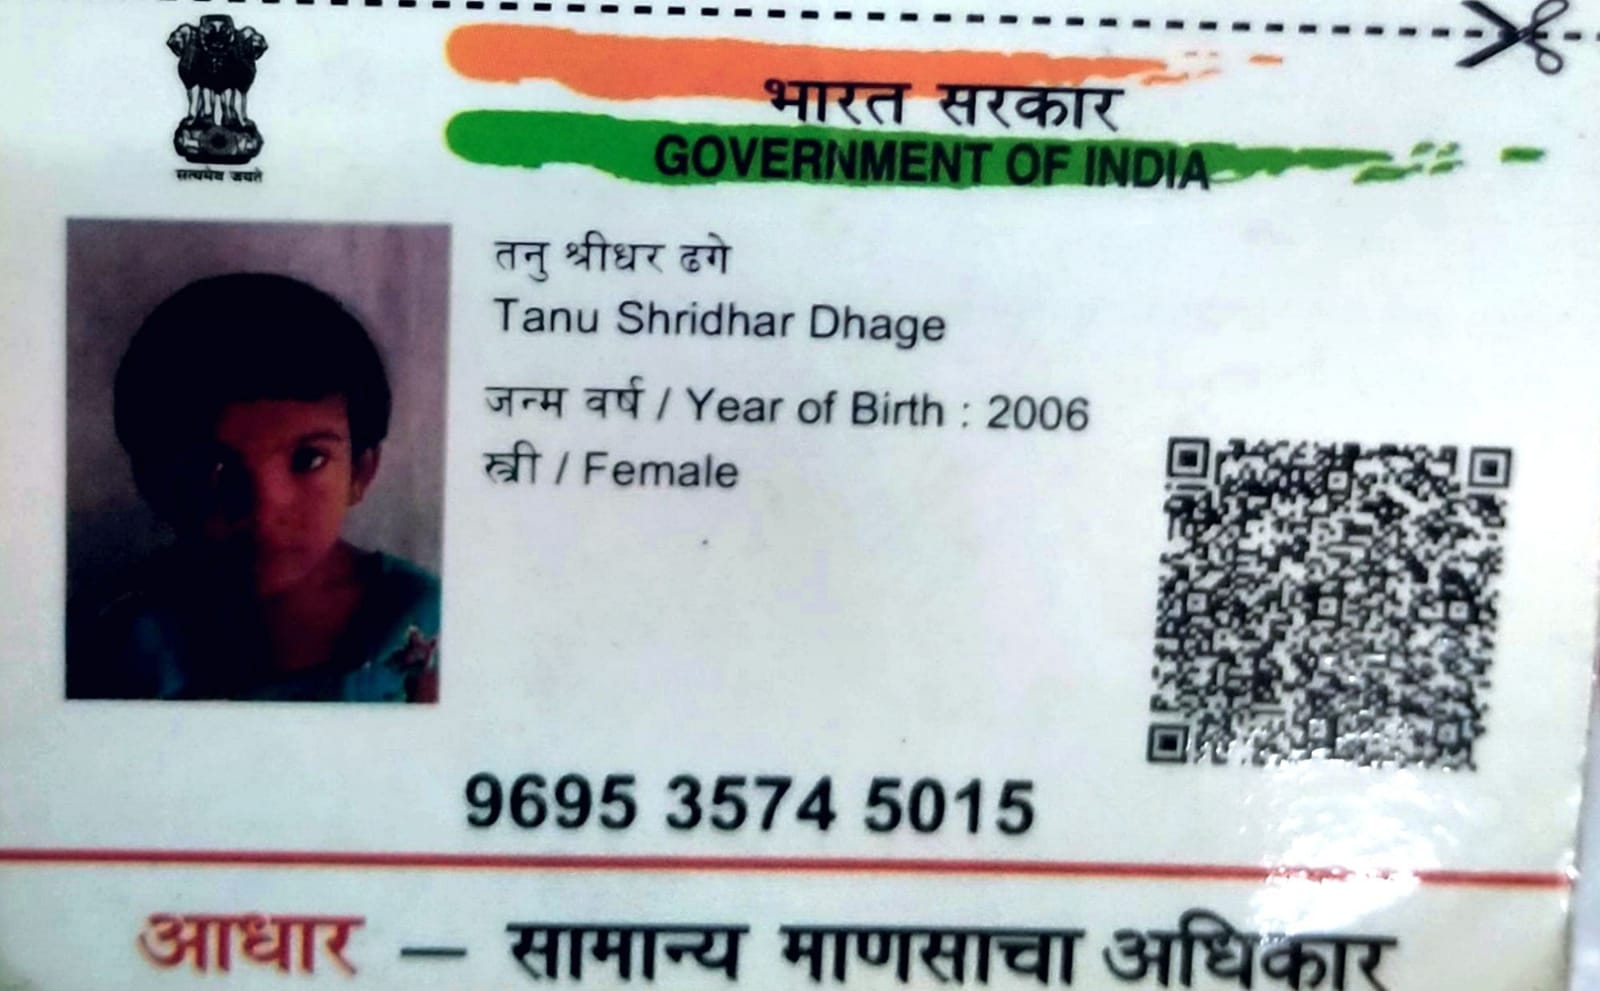 भारत सरकार
GOVERNMENT OF INDIA
सत्यमेव जयते
तनु श्रीधर ढगे
Tanu Shridhar Dhage
जन्म वर्ष / Year of Birth : 2006
स्त्री / Female
9695 3574 5015
आधार – सामान्य माणसाचा अधिकार